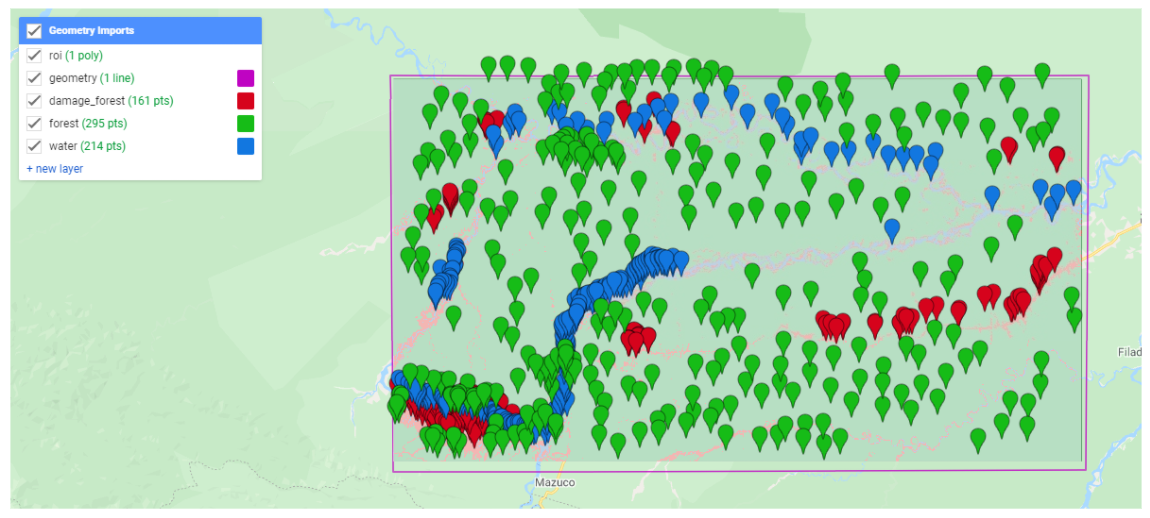 Geometry Imports
roi (1 poly)
geometry (1 line)
damage_forest (161 pts)
forest (295 pts)
water (214 pts)
+ new layer
Filad
Mazuco